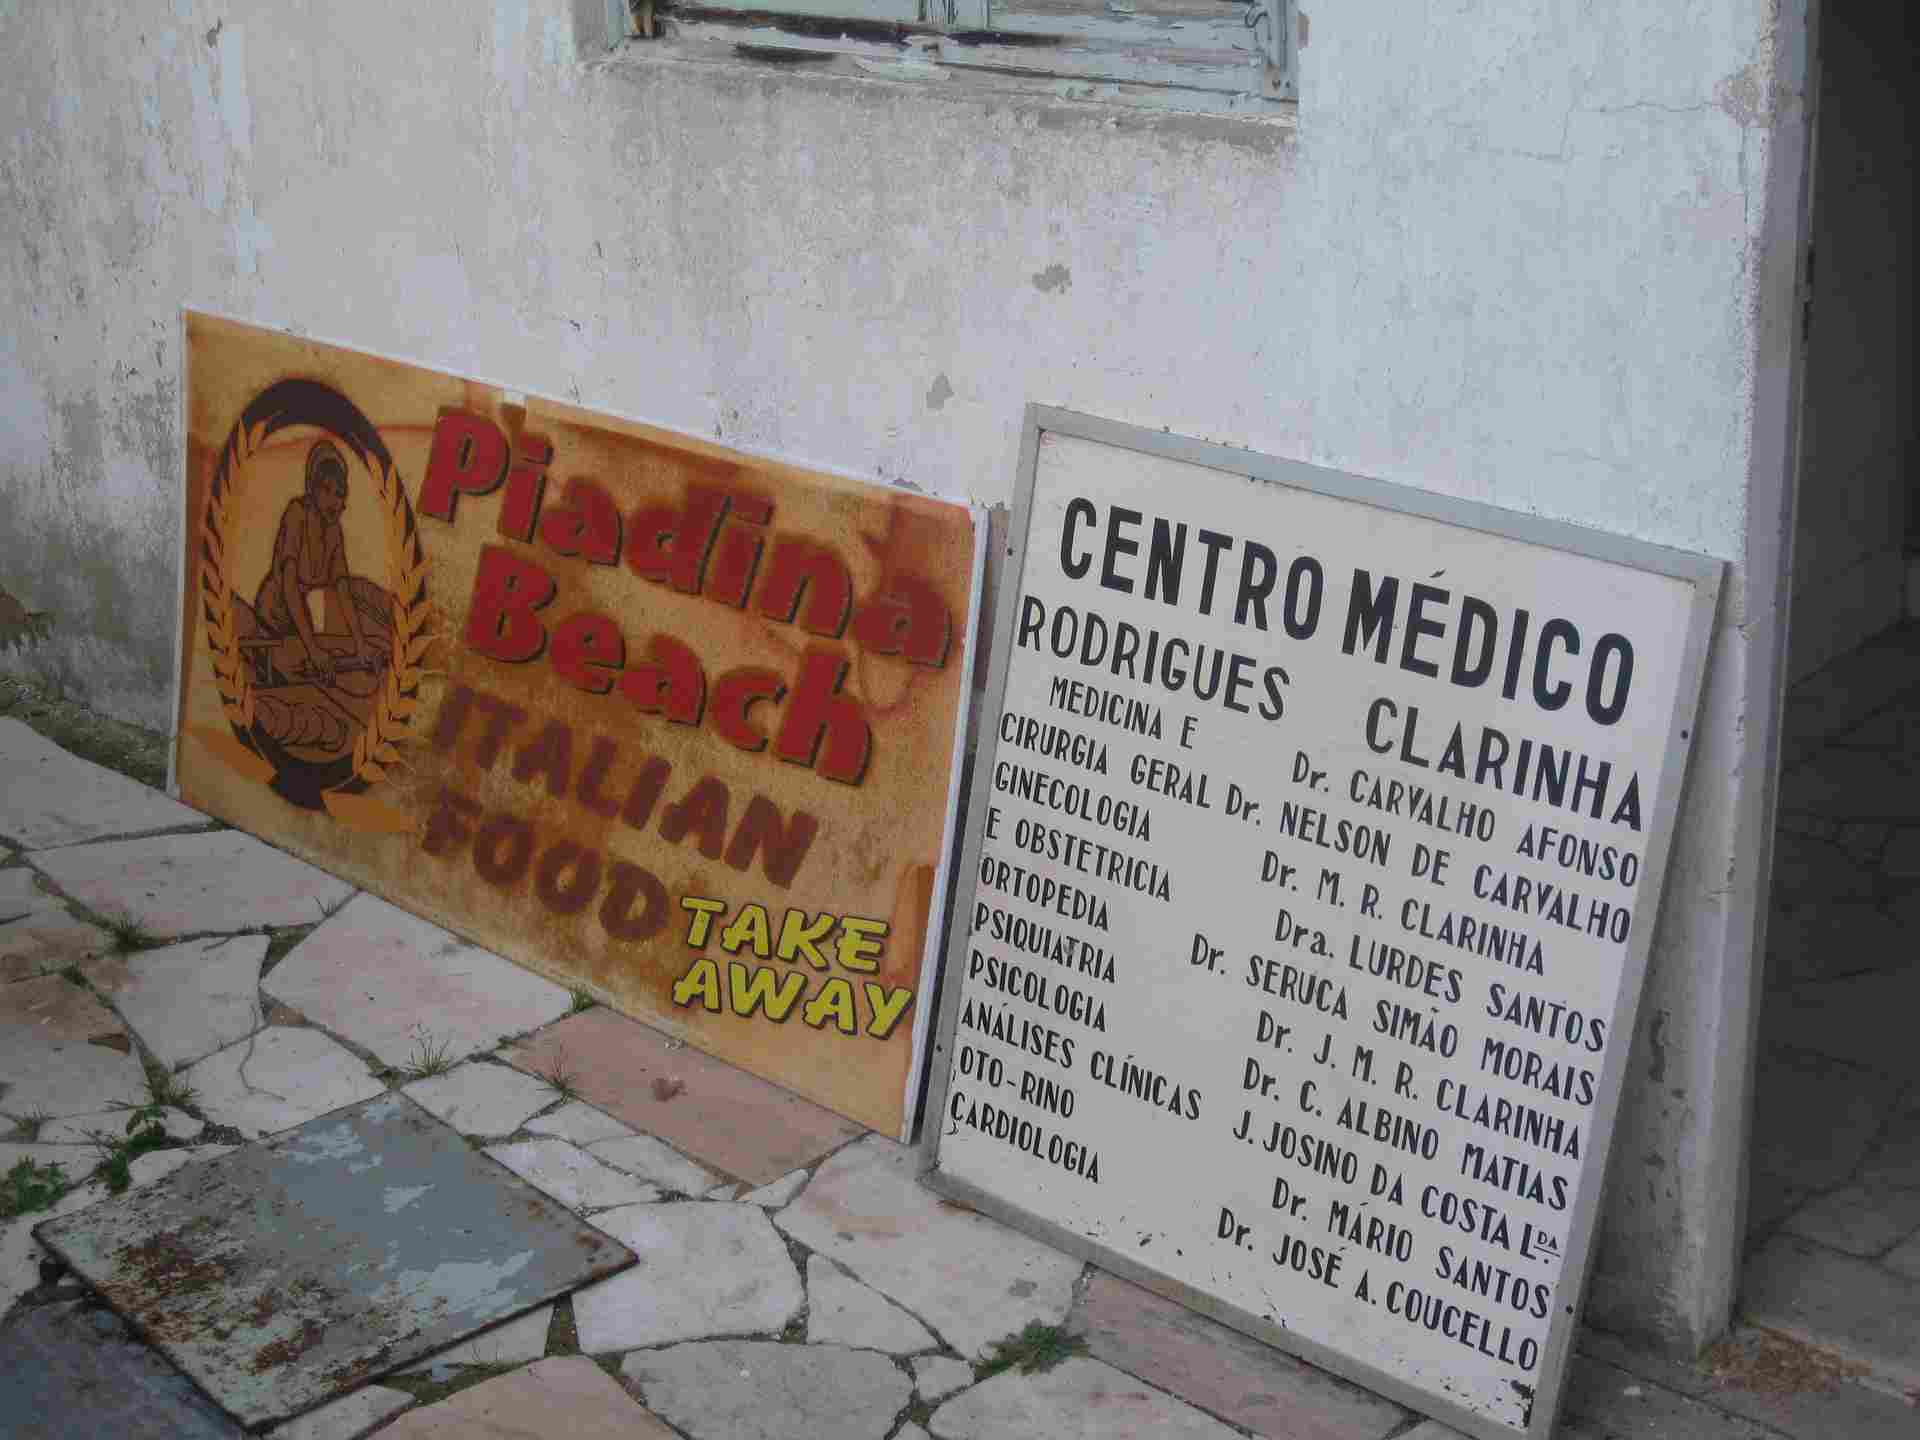 Piadina
Beach
ITALIAN
FOOD
TAKE
AWAY
CENTRO MÉDICO
RODRIGUES CLARINHA
MEDICINA E Dr. CARVALHO AFONSO
CIRURGIA GERAL Dr. NELSON DE CARVALHO
GINECOLOGIA Dr. M. R. CLARINHA
E OBSTETRICIA Dra. LURDES SANTOS
ORTOPEDIA Dr. SERUCA SIMÃO MORAIS
PSIQUIATRIA Dr. J. M. R. CLARINHA
PSICOLOGIA Dr. C. ALBINO MATIAS
ANÁLISES CLÍNICAS J. JOSINO DA COSTA LDA.
OTO-RINO Dr. MÁRIO SANTOS
CARDIOLOGIA Dr. JOSÉ A. COUCELLO